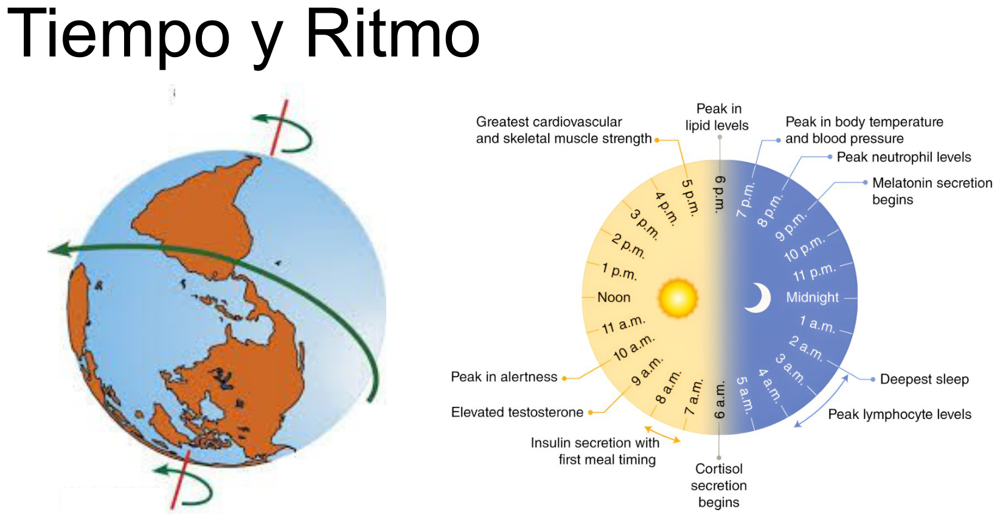 Tiempo y Ritmo
Greatest cardiovascular
and skeletal muscle strength
Peak in
lipid levels
Peak in body temperature
and blood pressure
Peak neutrophil levels
Melatonin secretion
begins
5 p.m.
6 p.m.
7 p.m.
4 p.m.
8 p.m.
3 p.m.
9 p.m.
2 p.m.
10 p.m.
1 p.m.
11 p.m.
Noon
Midnight
11 a.m.
1 a.m.
10 a.m.
2 a.m.
9 a.m.
3 a.m.
8 a.m.
4 a.m.
7 a.m.
6 a.m.
5 a.m.
Peak in alertness
Deepest sleep
Elevated testosterone
Peak lymphocyte levels
Insulin secretion with
first meal timing
Cortisol
secretion
begins